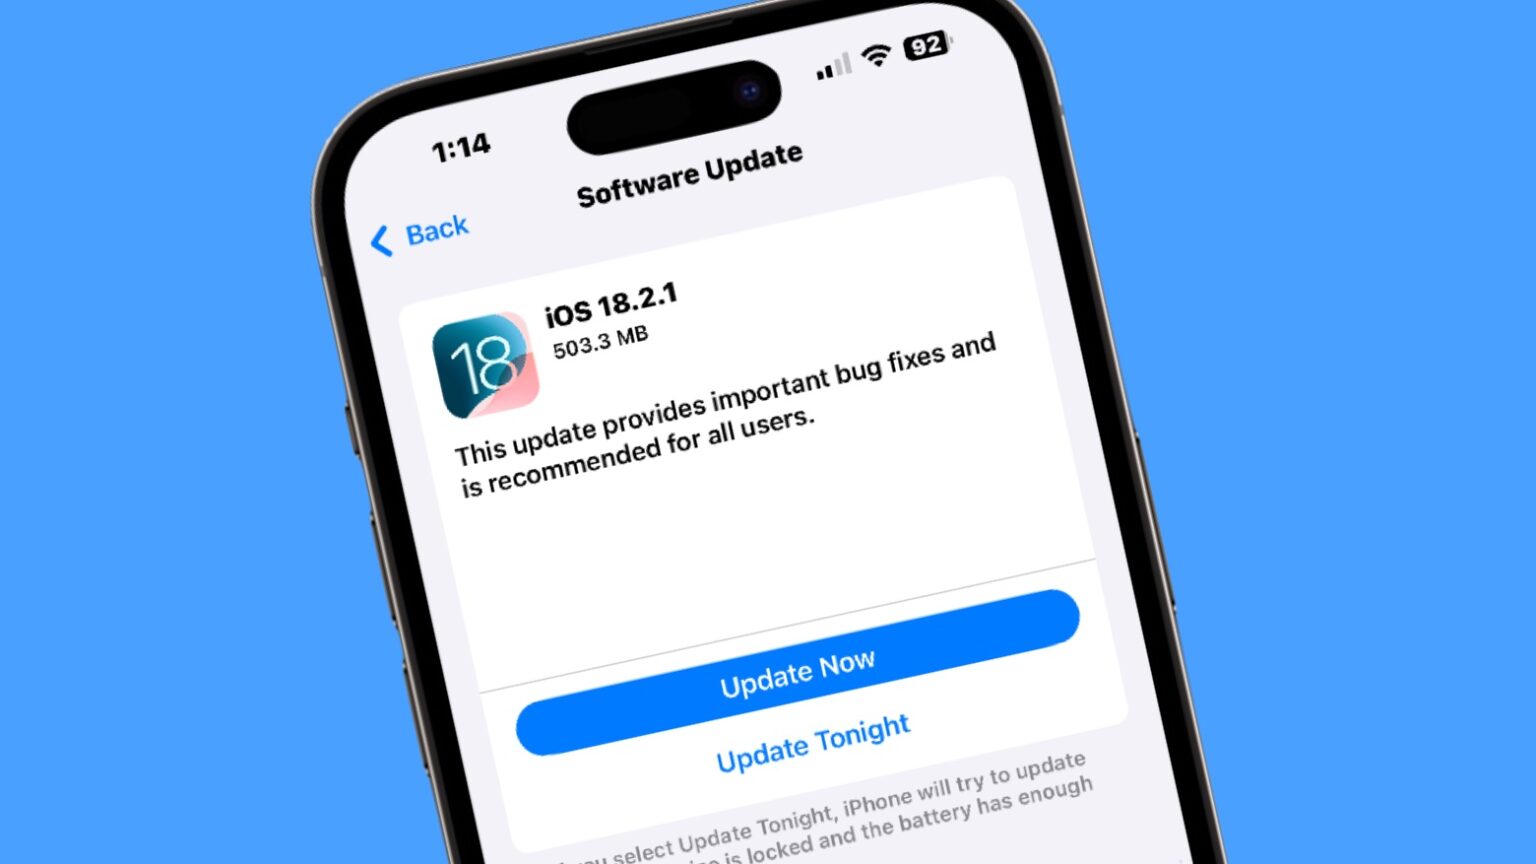 1:14
92
Software Update
Back
iOS 18.2.1
503.3 MB
18
This update provides important bug fixes and
is recommended for all users.
Update Now
Update Tonight
you select Update Tonight, iPhone will try to update
is locked and the battery has enough